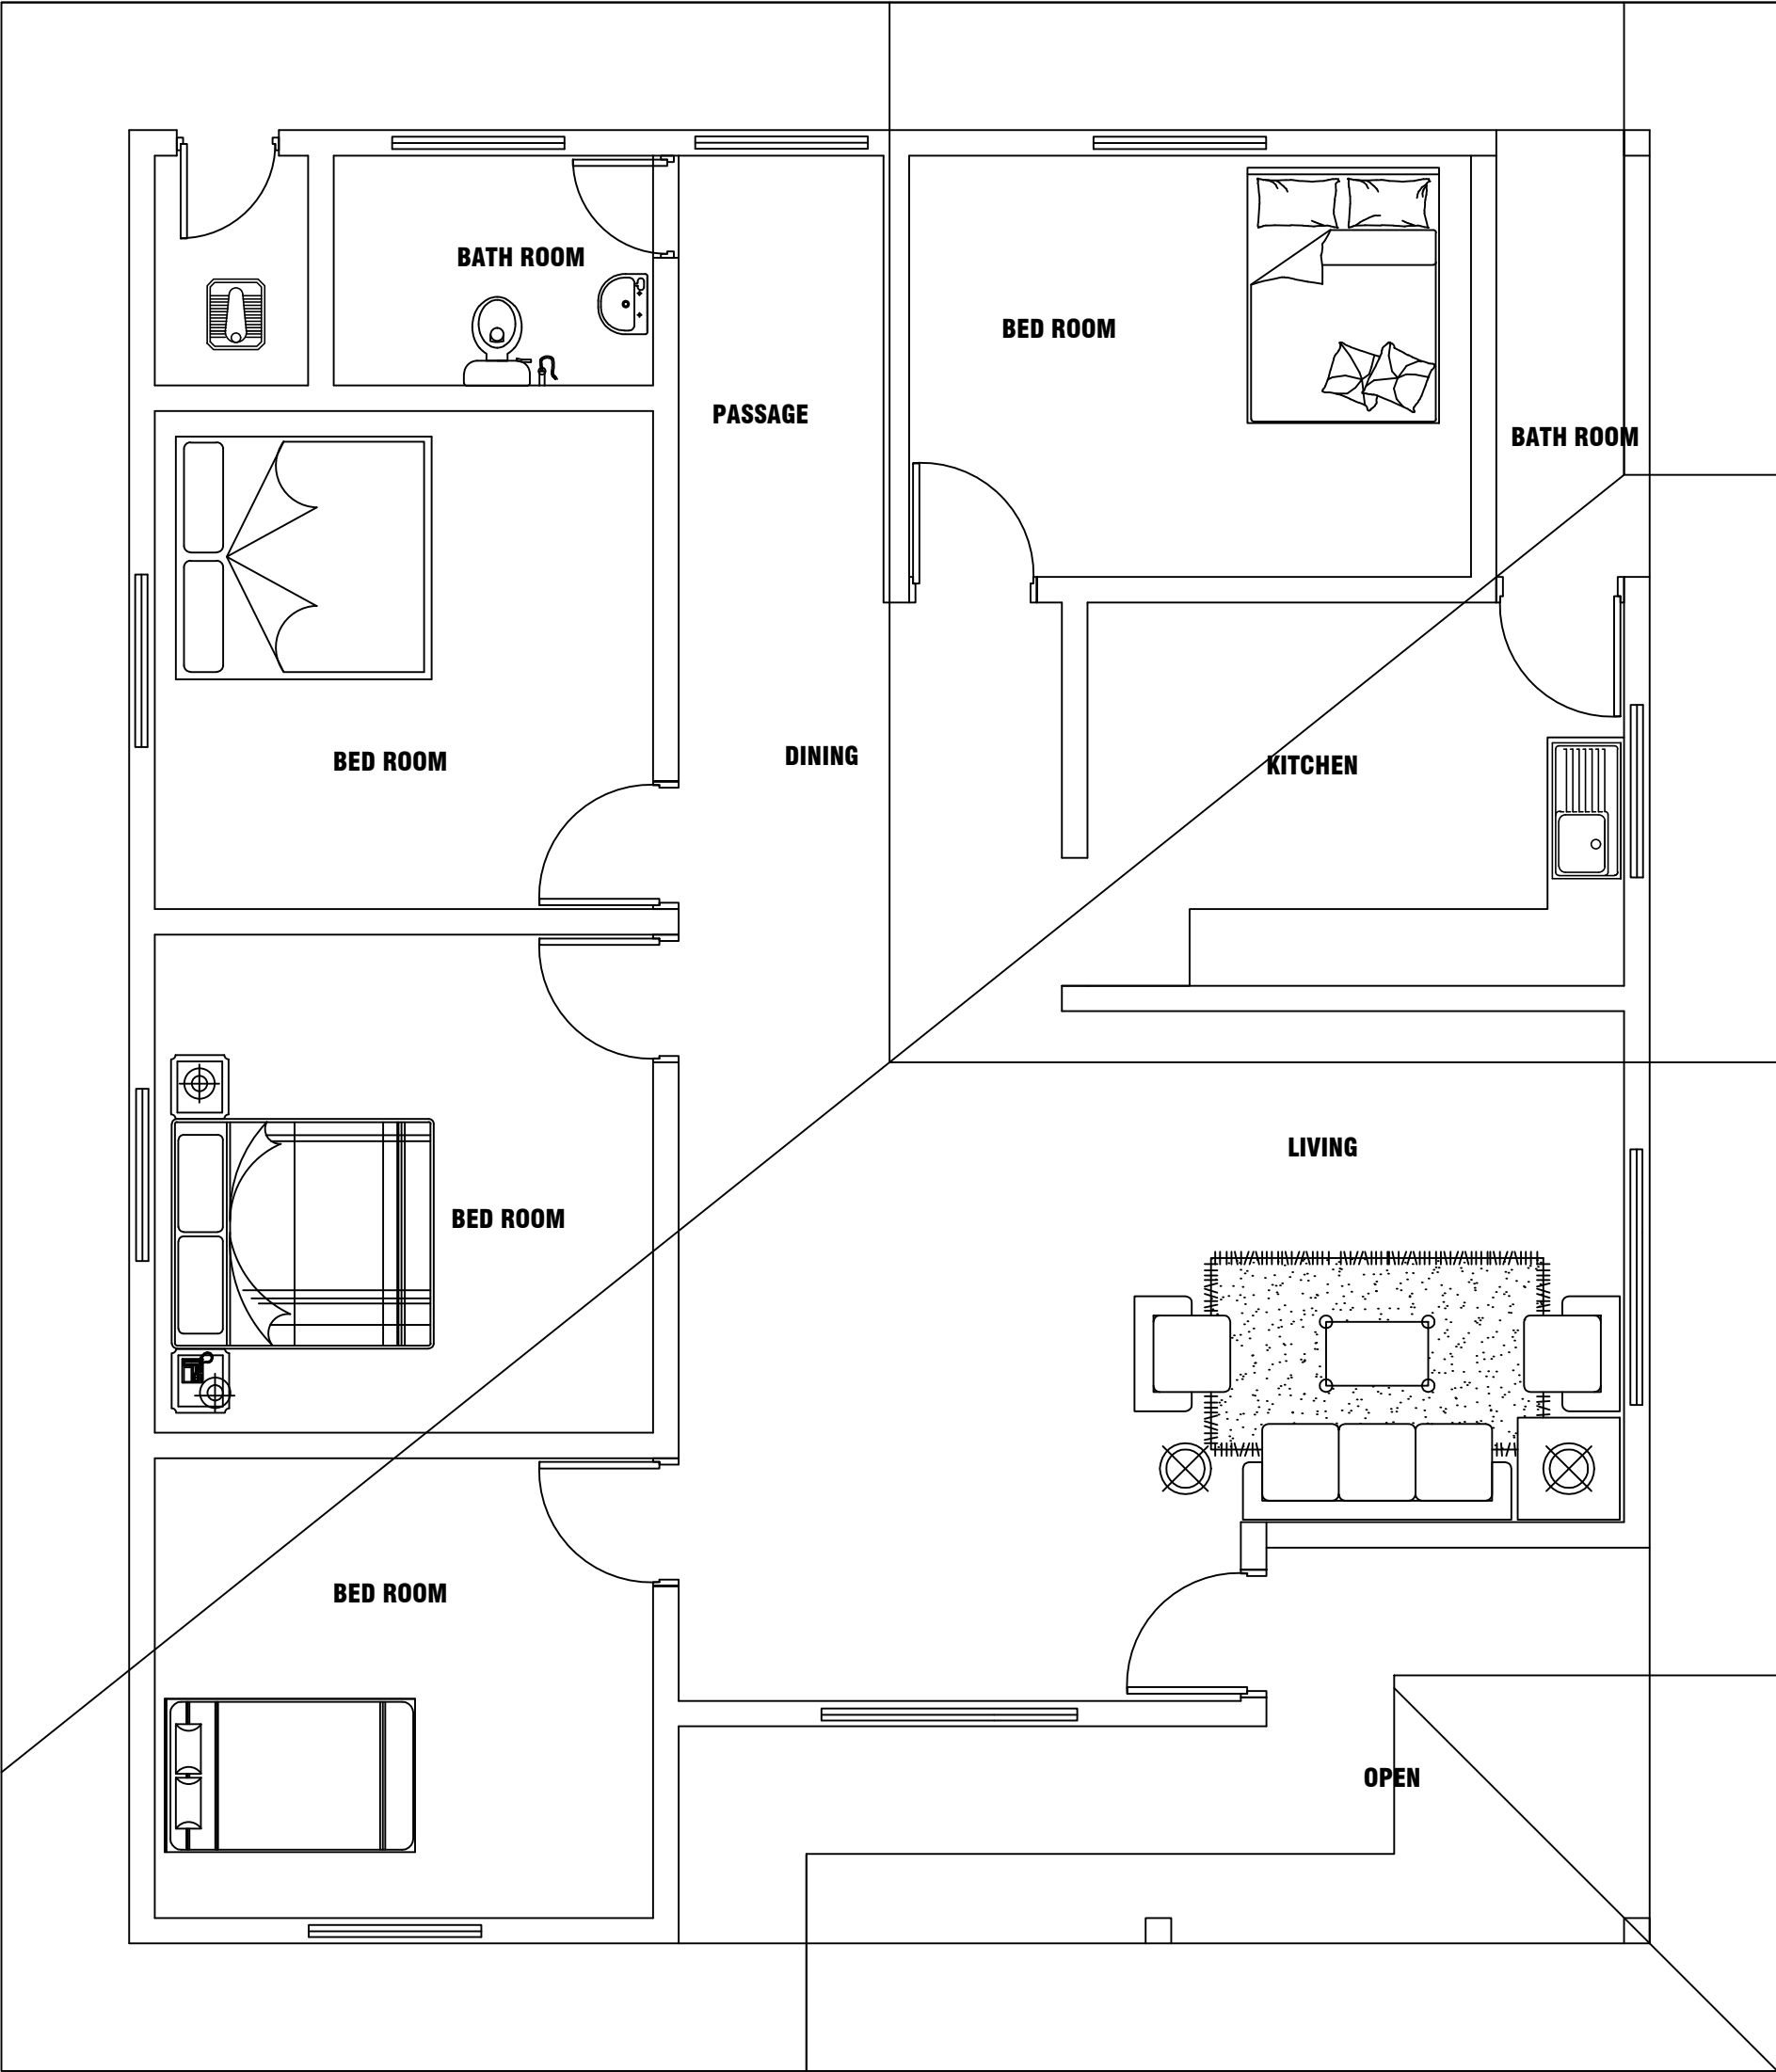 BATH ROOM
BED ROOM
PASSAGE
BATH ROOM
BED ROOM
DINING
KITCHEN
LIVING
BED ROOM
BED ROOM
OPEN